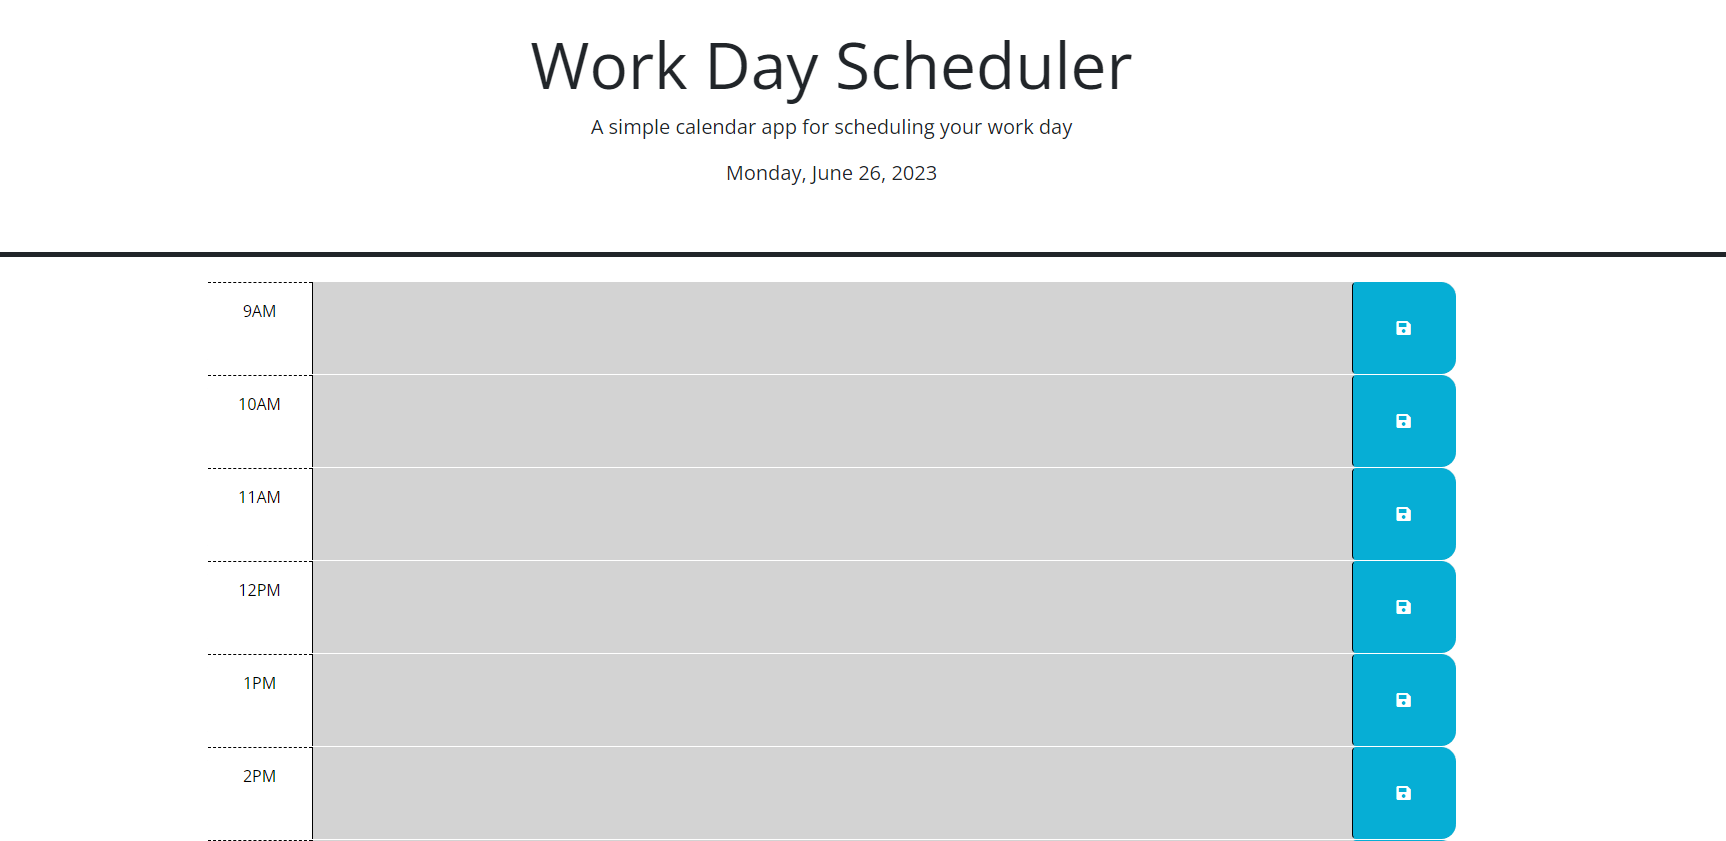 Work Day Scheduler
A simple calendar app for scheduling your work day
Monday, June 26, 2023
9AM
10AM
11AM
12PM
1PM
2PM